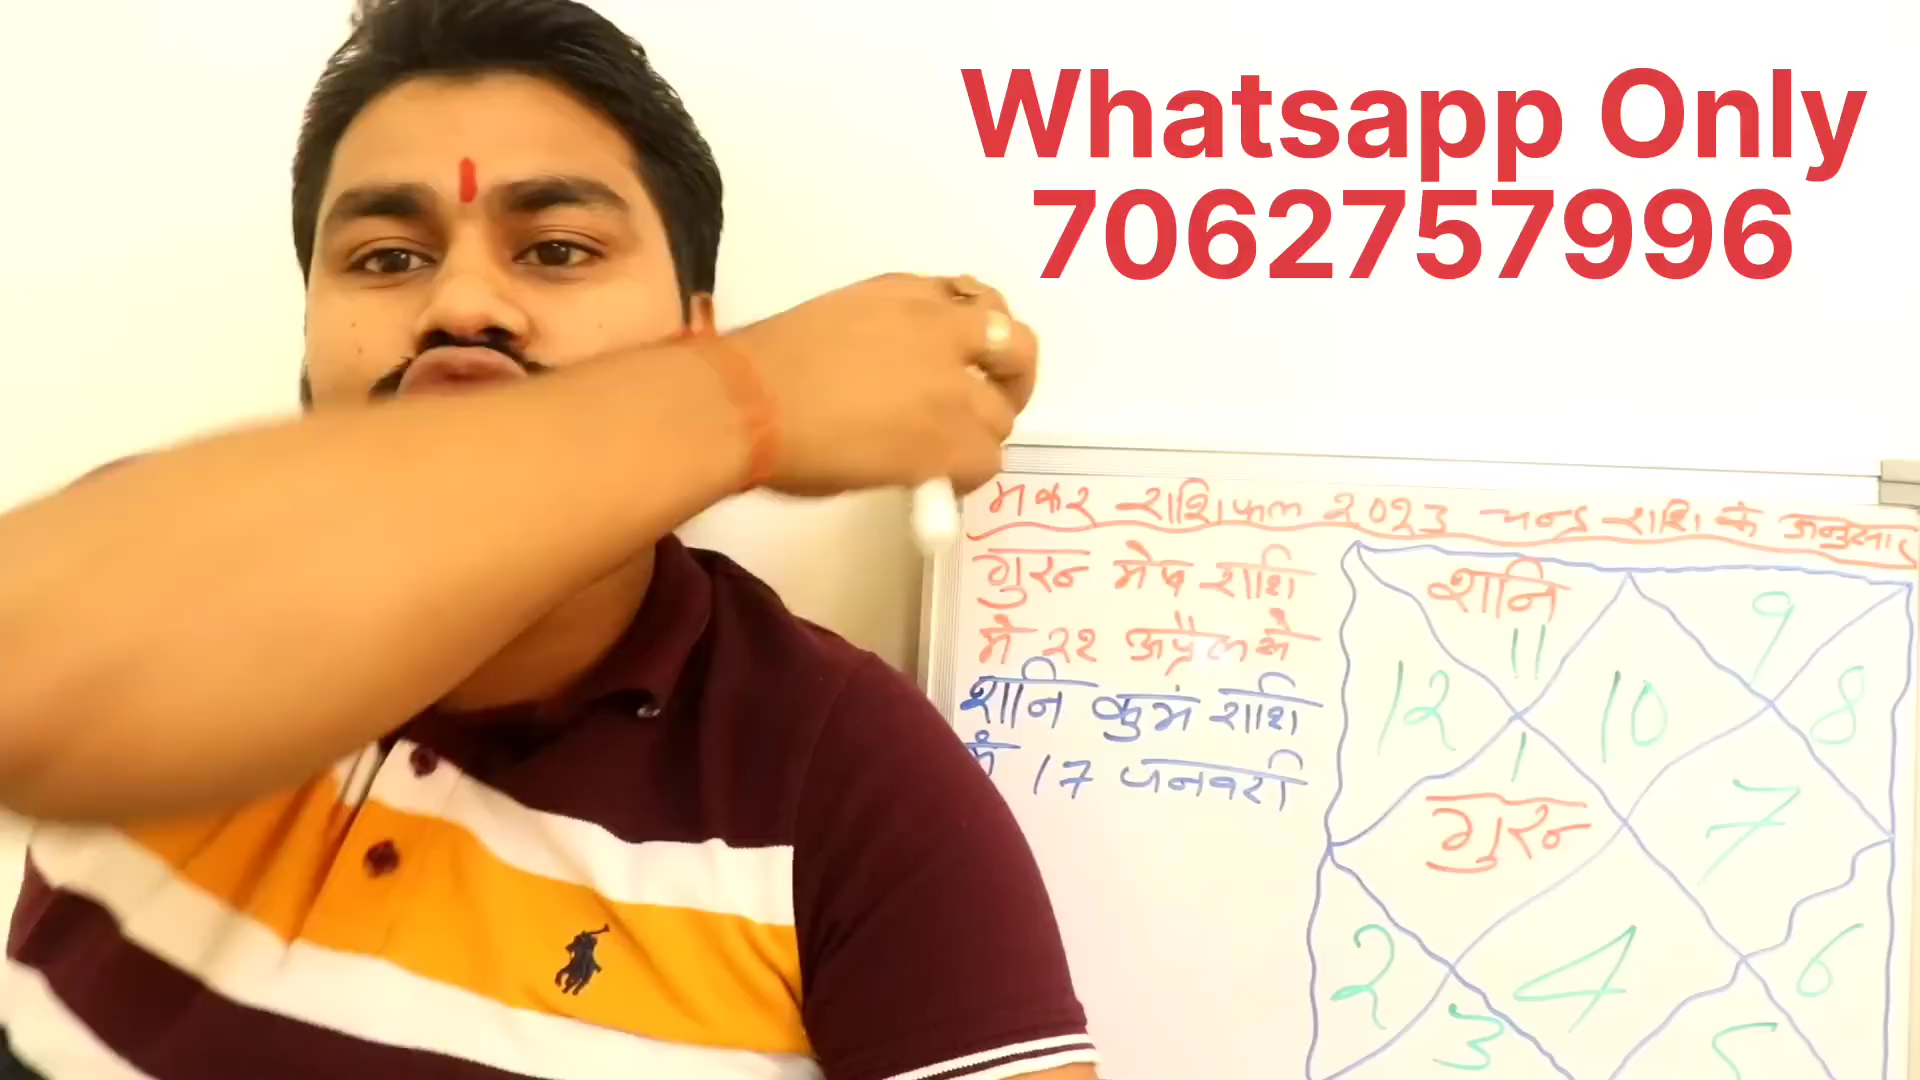 Whatsapp Only
7062757996
मकर राशिफल 2023 चन्द्र राशि के अनुसार
गुरु मेष राशि
मे 22 अप्रैल से
शनि कुभं राशि
में 17 जनवरी
शनि
9
11
12
10
8
1
गुरु
7
2
4
6
3
5